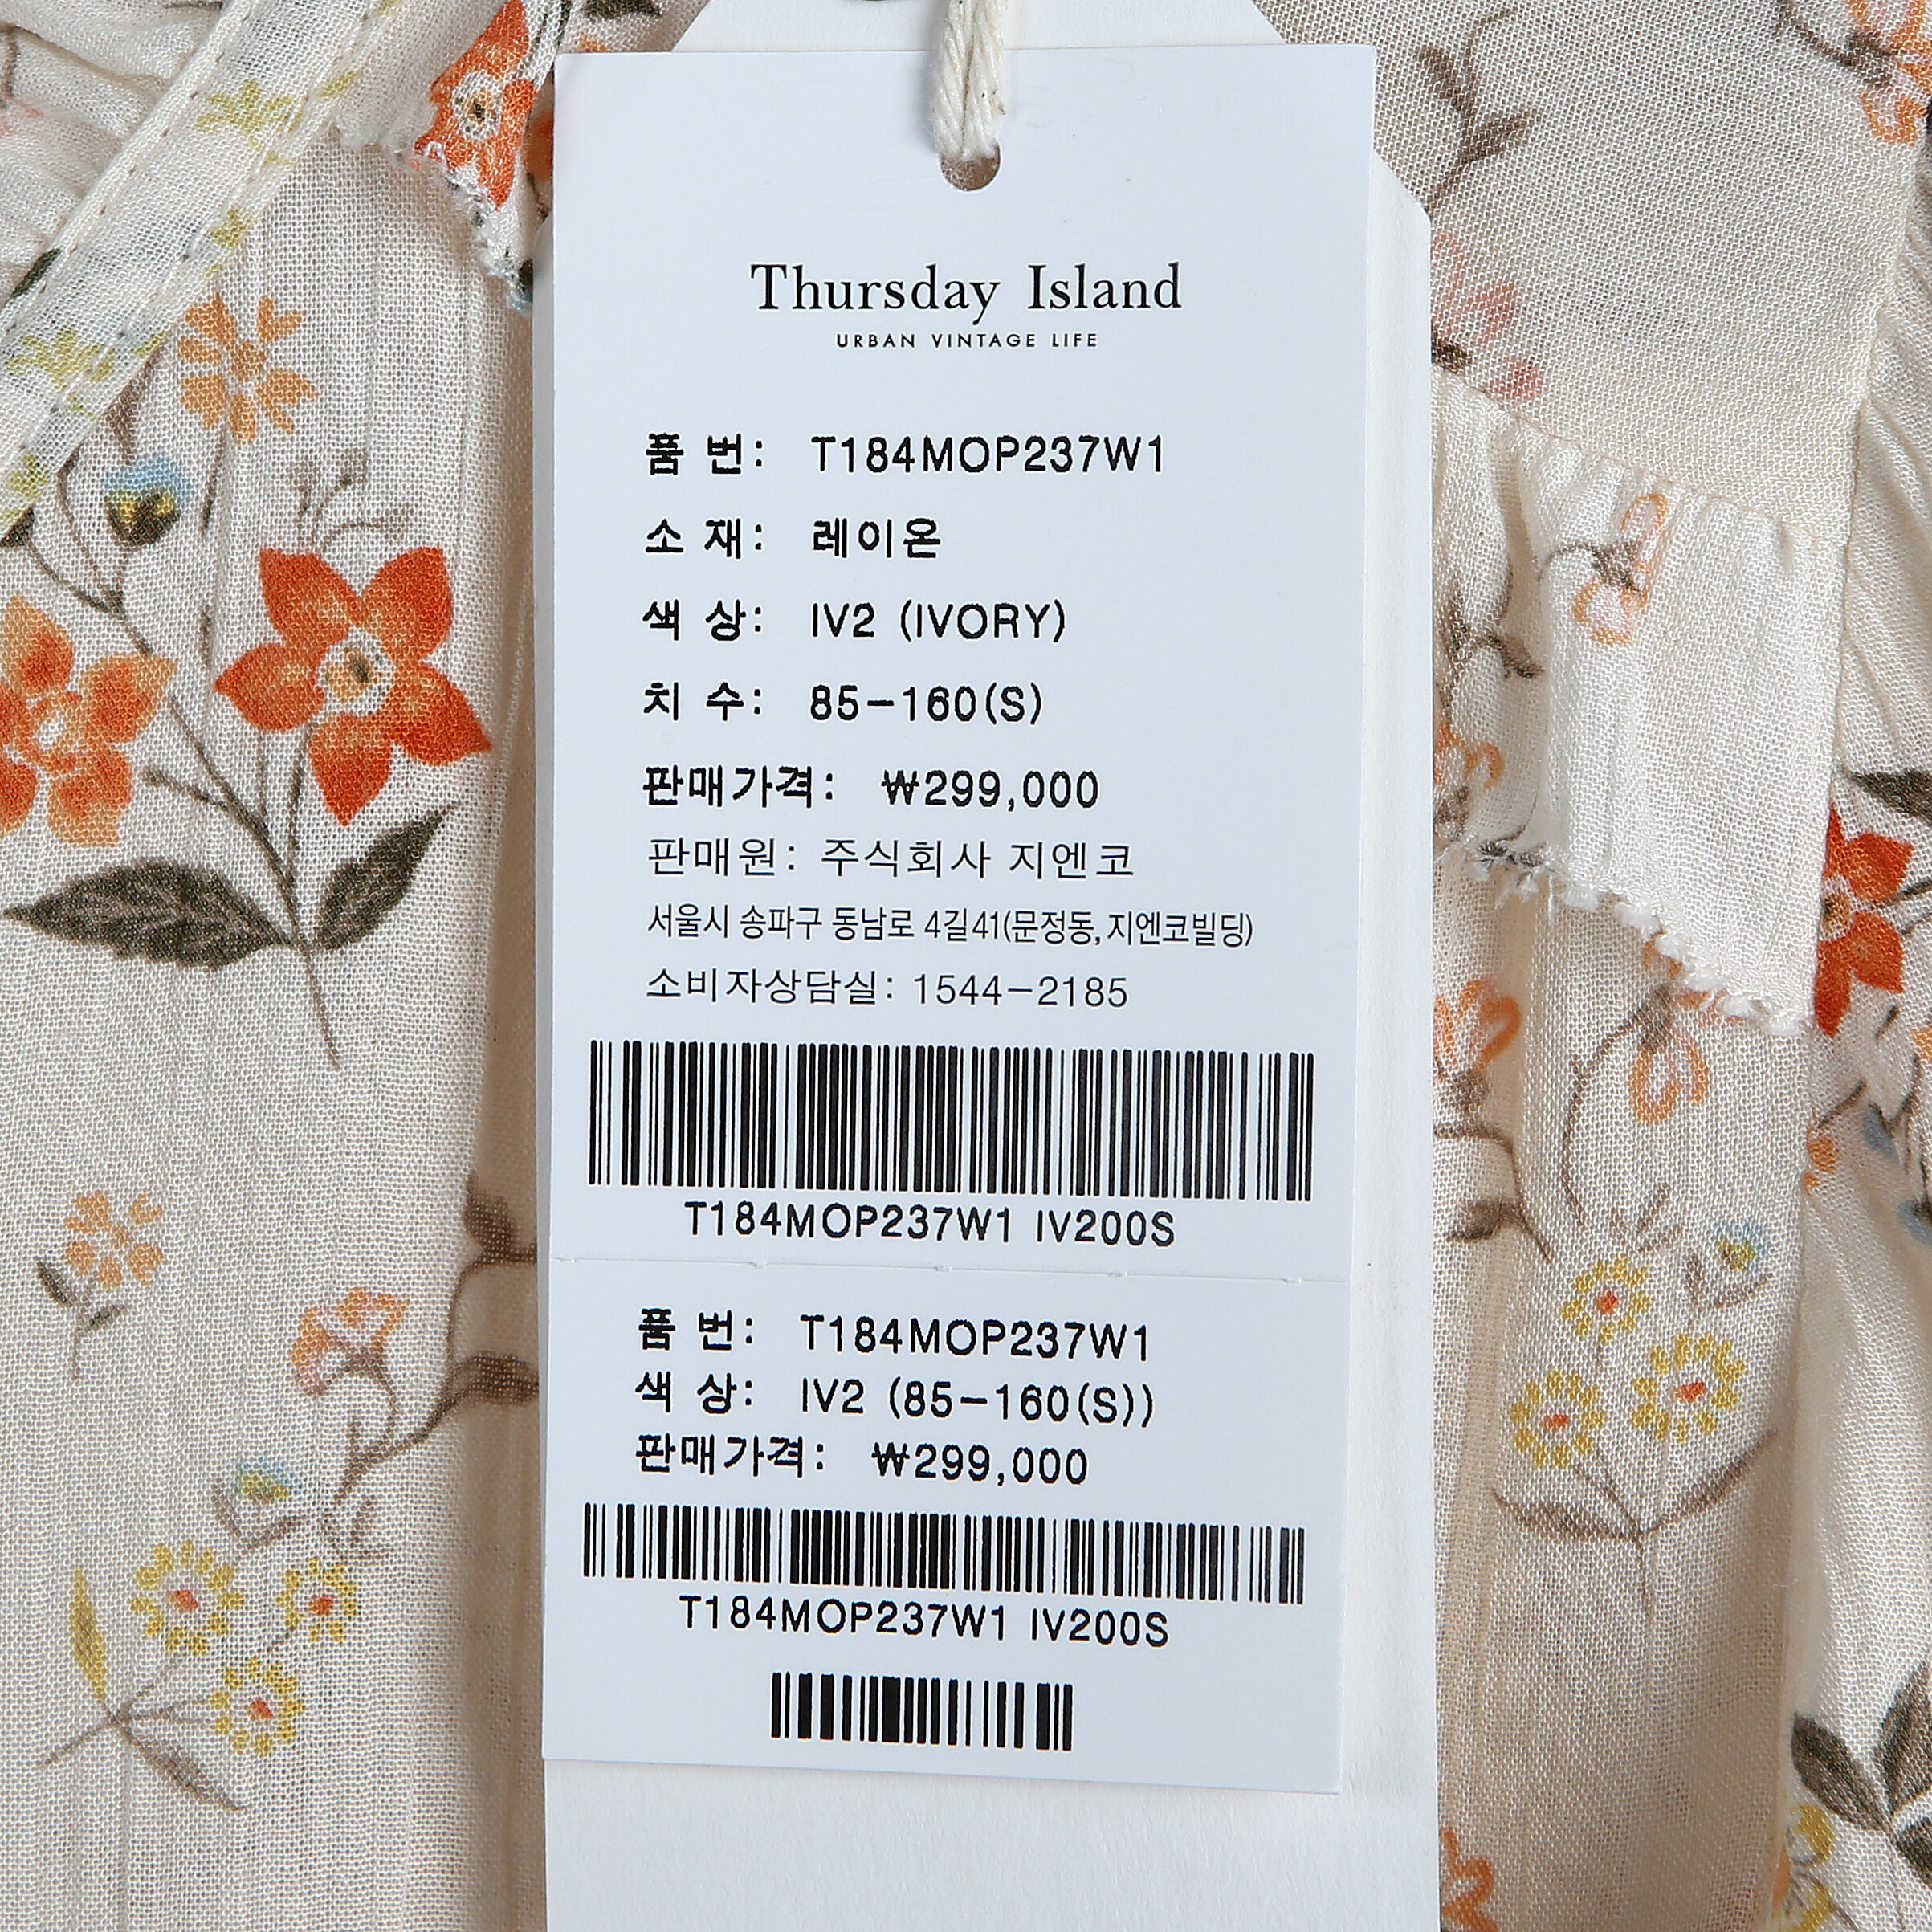 Thursday Island
URBAN VINTAGE LIFE
품 번: T184MOP237W1
소 재: 레이온
색 상: IV2 (IVORY)
치 수: 85-160(S)
판매가격: ₩299,000
판매원: 주식회사 지엔코
서울시 송파구 동남로 4길41(문정동, 지엔코빌딩)
소비자상담실: 1544-2185
T184MOP237W1 IV200S
품 번: T184MOP237W1
색 상: IV2 (85-160(S))
판매가격: ₩299,000
T184MOP237W1 IV200S